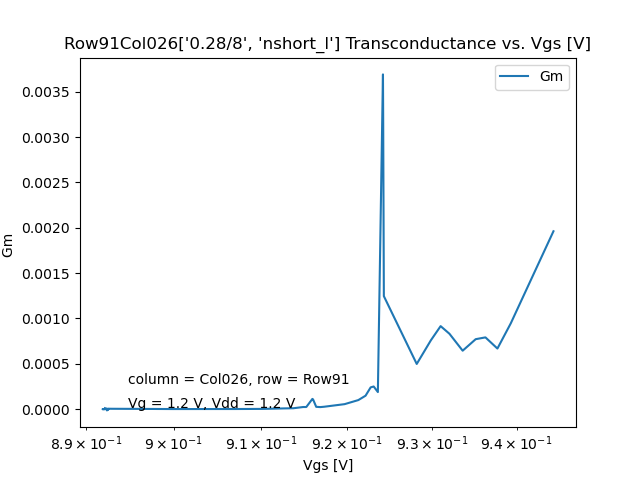 Row91Col026['0.28/8', 'nshort_l'] Transconductance vs. Vgs [V]
Gm
0.0035
0.0030
0.0025
0.0020
0.0015
0.0010
0.0005
0.0000
Gm
column = Col026, row = Row91
Vg = 1.2 V, Vdd = 1.2 V
8.9 × 10⁻¹ 9 × 10⁻¹ 9.1 × 10⁻¹ 9.2 × 10⁻¹ 9.3 × 10⁻¹ 9.4 × 10⁻¹
Vgs [V]